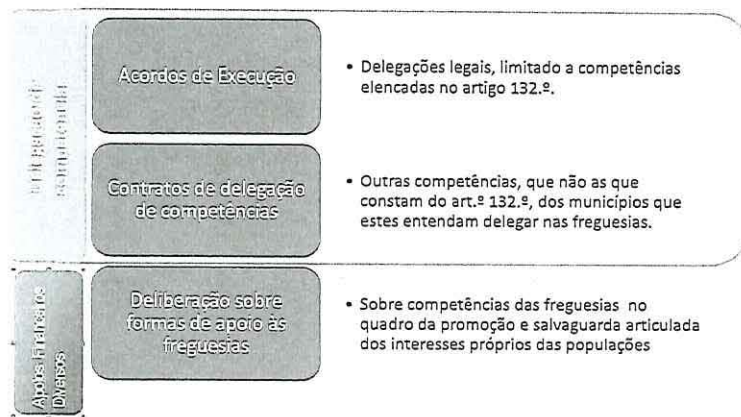 Delegação de
competência
Acordos de Execução
• Delegações legais, limitado a competências
elencadas no artigo 132.º.
Contratos de delegação
de competências
• Outras competências, que não as que
constam do art.º 132.º, dos municípios que
estes entendam delegar nas freguesias.
Apoios Financeiros
Diversos
Deliberação sobre
formas de apoio às
freguesias
• Sobre competências das freguesias no
quadro da promoção e salvaguarda articulada
dos interesses próprios das populações